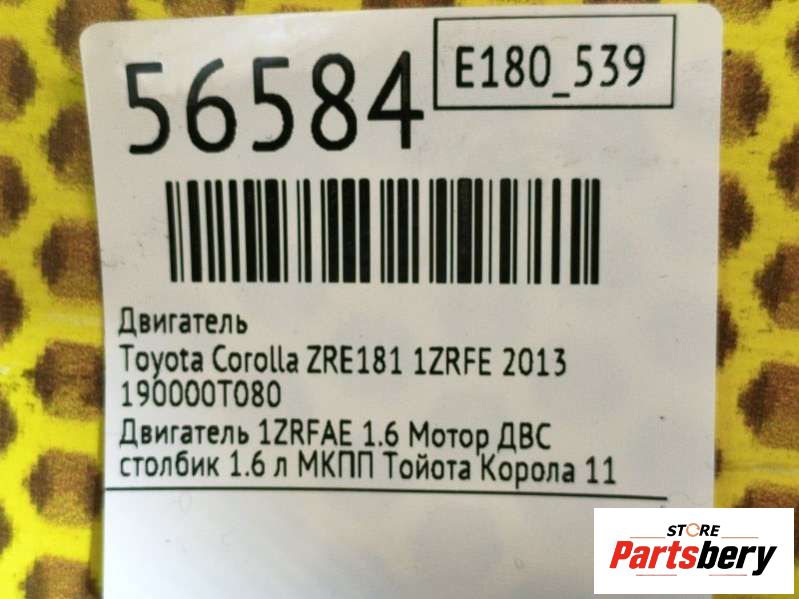 56584
E180_539
Двигатель
Toyota Corolla ZRE181 1ZRFE 2013
190000T080
Двигатель 1ZRFAE 1.6 Мотор ДВС
столбик 1.6 л МКПП Тойота Корола 11
STORE
Partsbery